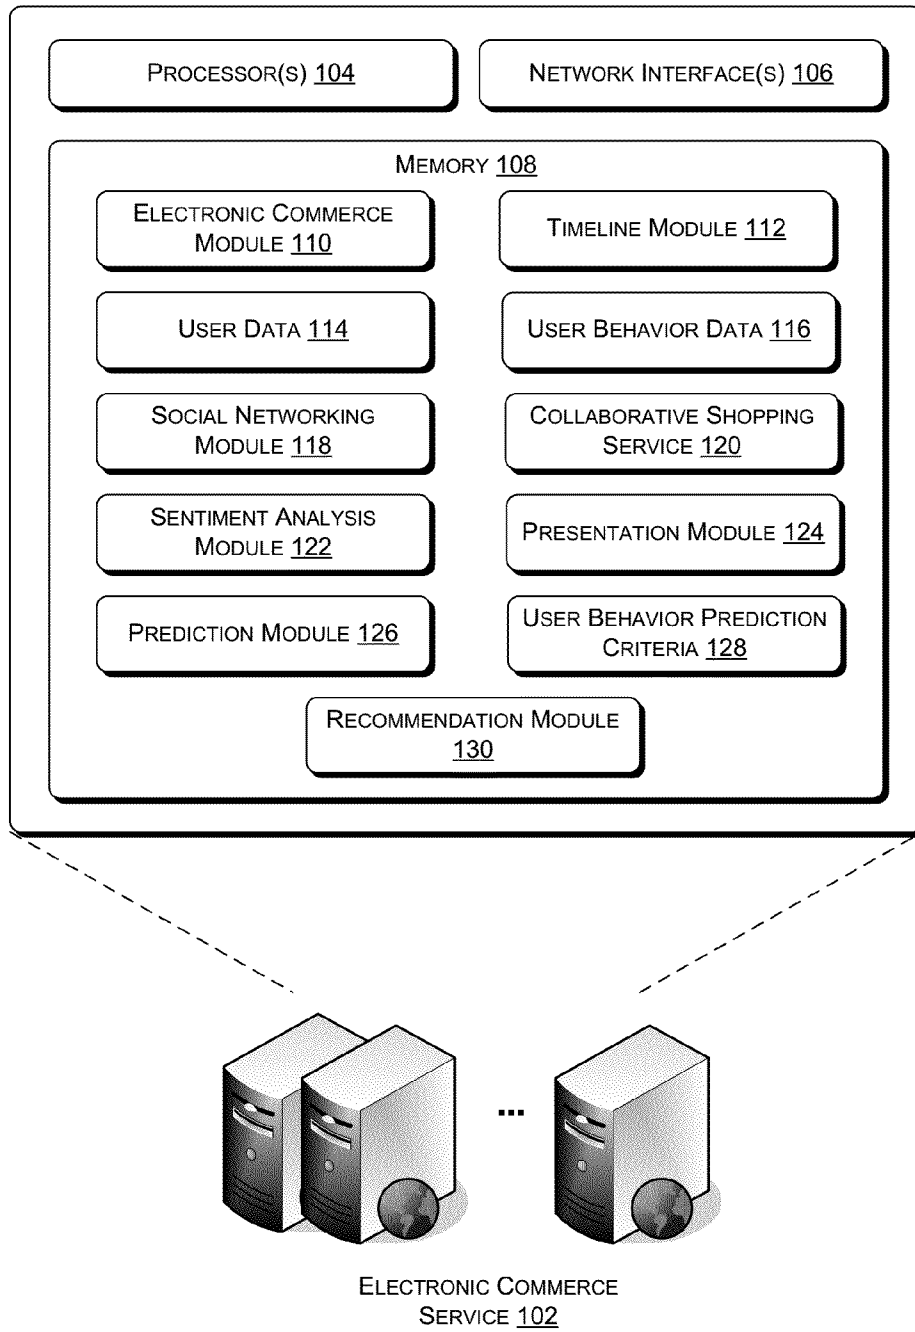 PROCESSOR(S) 104
NETWORK INTERFACE(S) 106
MEMORY 108
ELECTRONIC COMMERCE
MODULE 110
TIMELINE MODULE 112
USER DATA 114
USER BEHAVIOR DATA 116
SOCIAL NETWORKING
MODULE 118
COLLABORATIVE SHOPPING
SERVICE 120
SENTIMENT ANALYSIS
MODULE 122
PRESENTATION MODULE 124
PREDICTION MODULE 126
USER BEHAVIOR PREDICTION
CRITERIA 128
RECOMMENDATION MODULE
130
...
ELECTRONIC COMMERCE
SERVICE 102